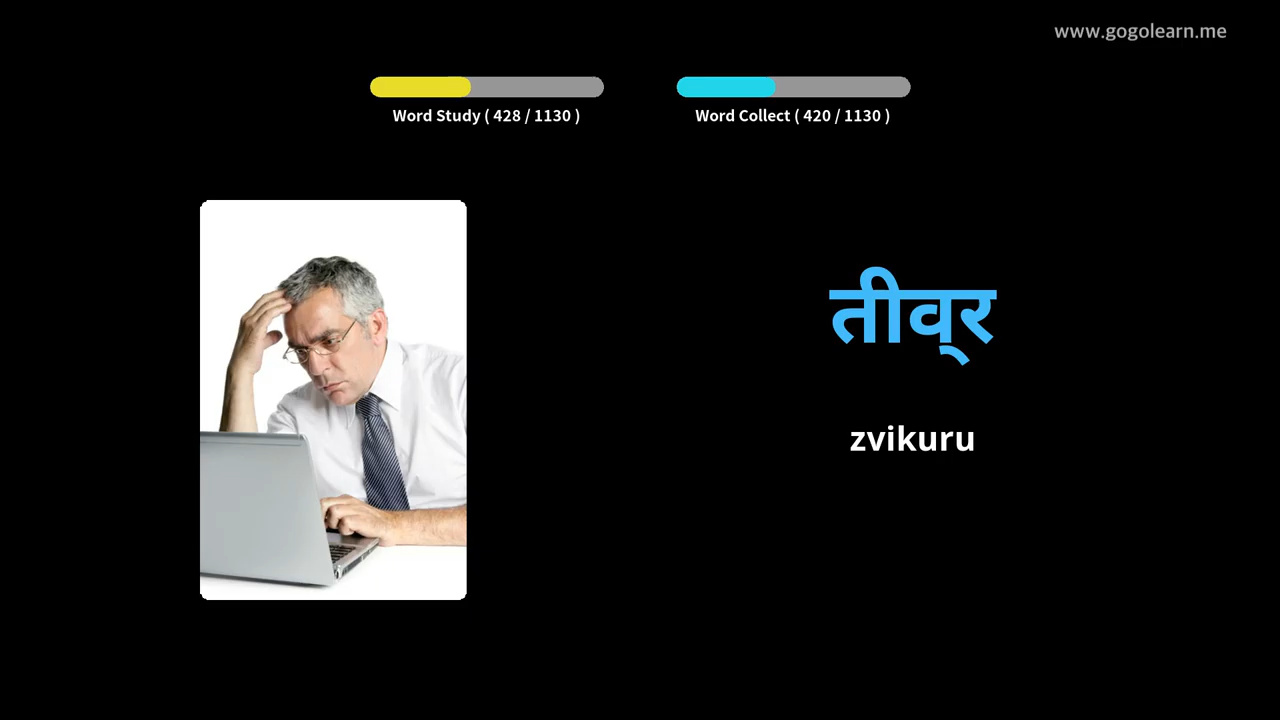 www.gogolearn.me
Word Study ( 428 / 1130 )
Word Collect ( 420 / 1130 )
तीव्र
zvikuru